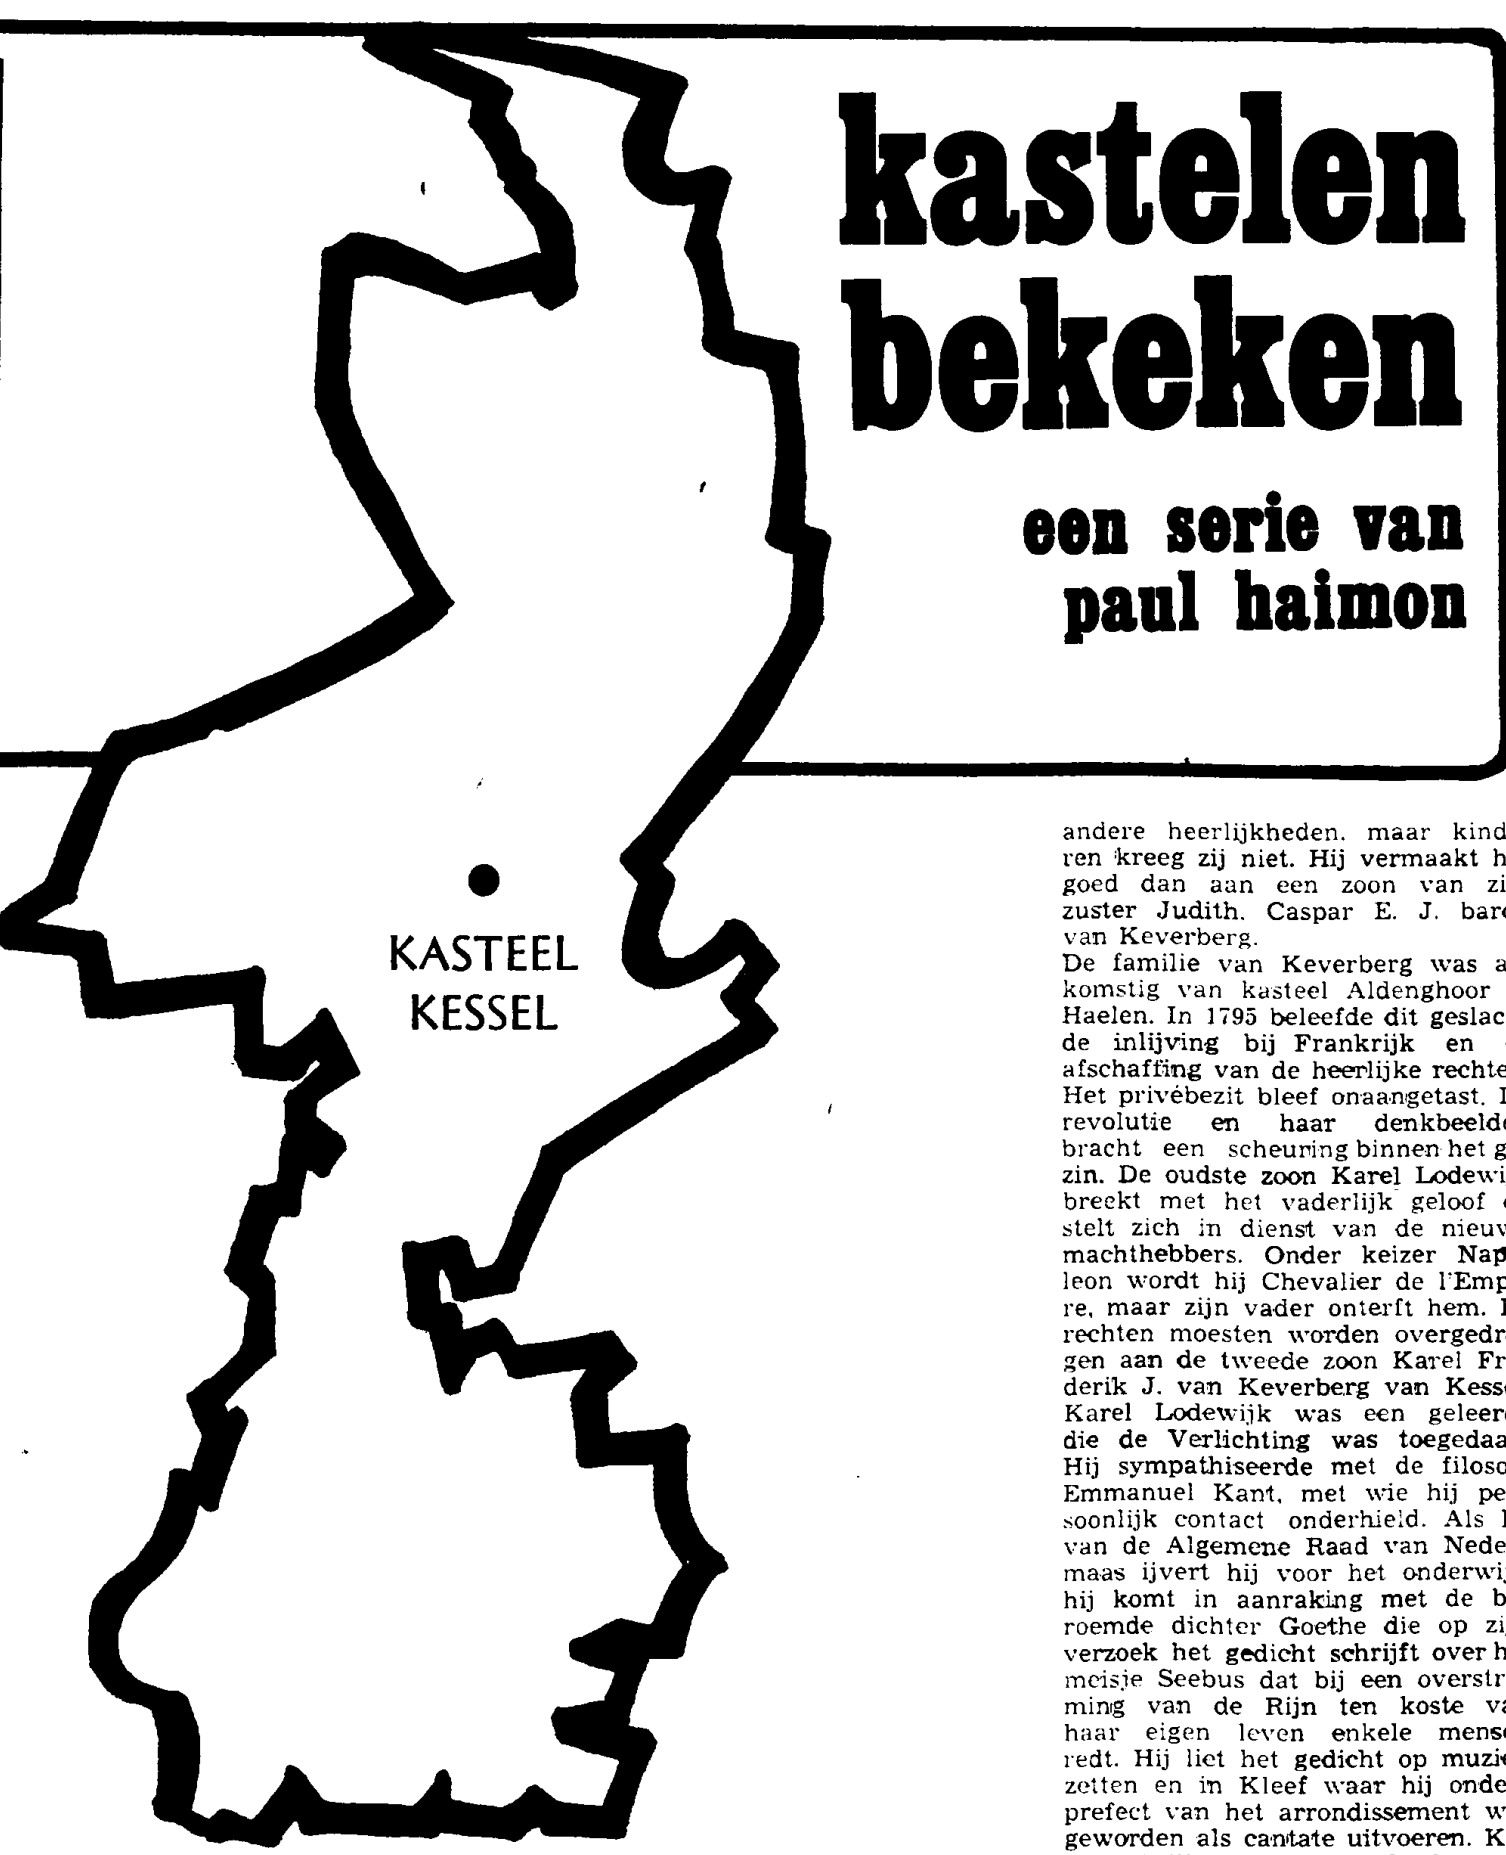 kastelen
bekeken
een serie van
paul haimon
KASTEEL
KESSEL
andere heerlijkheden. maar kind
ren kreeg zij niet. Hij vermaakt h
goed dan aan een zoon van zi
zuster Judith. Caspar E. J. baro
van Keverberg.
De familie van Keverberg was a
komstig van kasteel Aldenghoor
Haelen. In 1795 beleefde dit geslac
de inlijving bij Frankrijk en
afschaffing van de heerlijke rechte
Het privébezit bleef onaangetast.
revolutie en haar denkbeelde
bracht een scheuring binnen het g
zin. De oudste zoon Karel Lodewi
breekt met het vaderlijk geloof
stelt zich in dienst van de nieuw
machthebbers. Onder keizer Nap
leon wordt hij Chevalier de l'Emp
re, maar zijn vader onterft hem.
rechten moesten worden overgedr
gen aan de tweede zoon Karel Fr
derik J. van Keverberg van Kess
Karel Lodewijk was een geleer
die de Verlichting was toegedaa
Hij sympathiseerde met de filoso
Emmanuel Kant, met wie hij pe
soonlijk contact onderhield. Als
van de Algemene Raad van Nede
maas ijvert hij voor het onderwij
hij komt in aanraking met de b
roemde dichter Goethe die op zi
verzoek het gedicht schrijft over h
meisje Seebus dat bij een overstr
ming van de Rijn ten koste va
haar eigen leven enkele mens
redt. Hij liet het gedicht op muzi
zetten en in Kleef waar hij onde
prefect van het arrondissement w
geworden als cantate uitvoeren. K